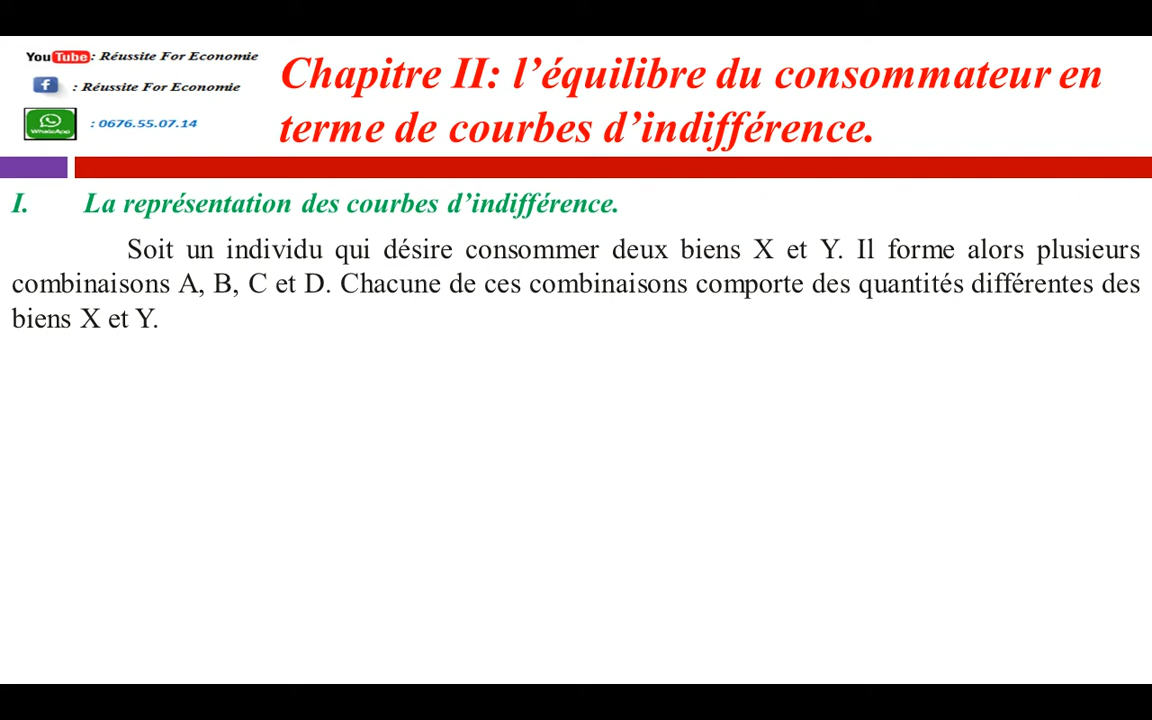 YouTube : Réussite For Economie
f : Réussite For Economie
WhatsApp : 0676.55.07.14
Chapitre II: l’équilibre du consommateur en
terme de courbes d’indifférence.
I. La représentation des courbes d’indifférence.
Soit un individu qui désire consommer deux biens X et Y. Il forme alors plusieurs
combinaisons A, B, C et D. Chacune de ces combinaisons comporte des quantités différentes des
biens X et Y.